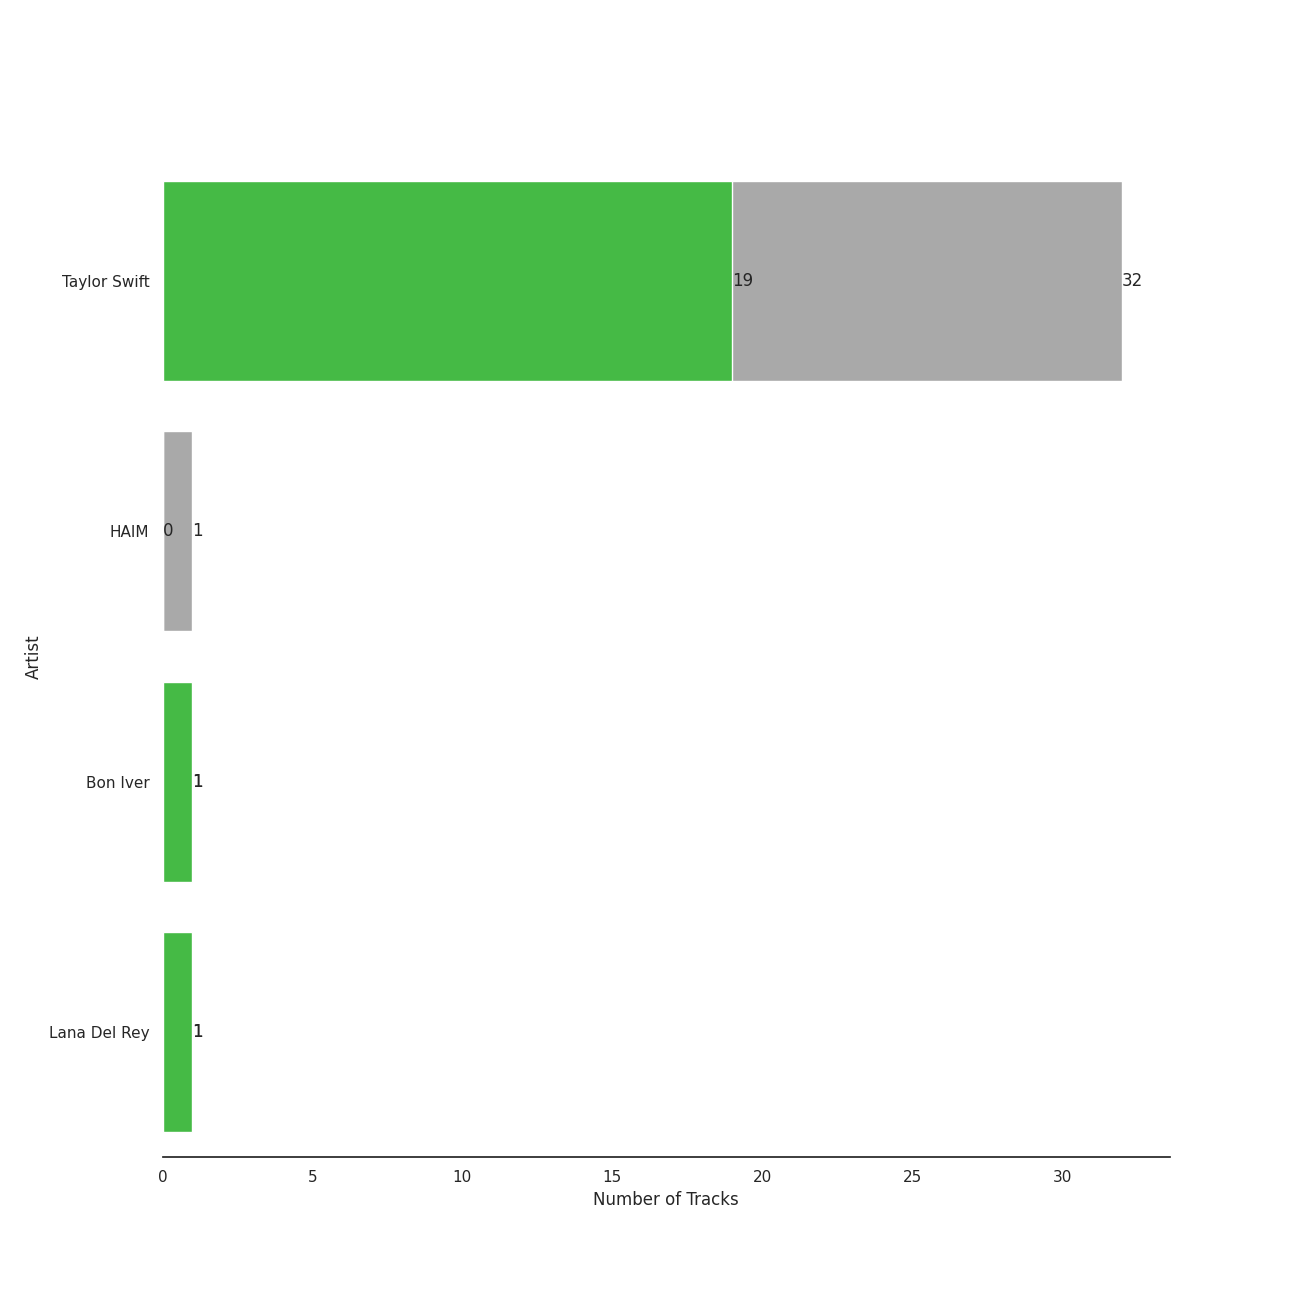 Taylor Swift 19 32
HAIM 0 1
Artist
Bon Iver 1
Lana Del Rey 1
0 5 10 15 20 25 30
Number of Tracks